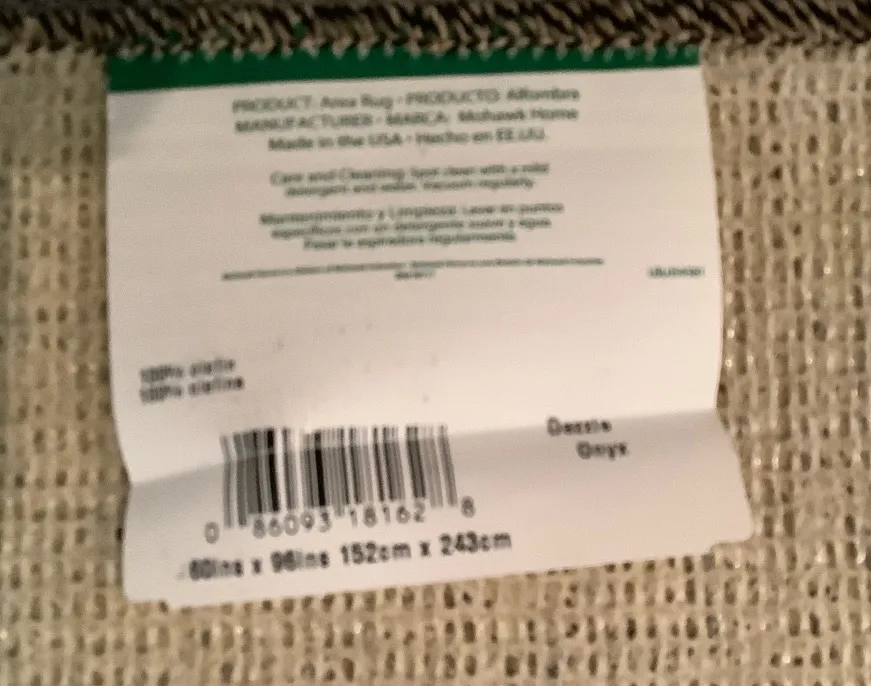 PRODUCT: Area Rug • PRODUCTO: Alfombra
MANUFACTURER • MARCA: Mohawk Home
Made in the USA • Hecho en EE.UU.
Care and Cleaning: Spot clean with a mild
detergent and water. Vacuum regularly.
Mantenimiento y Limpieza: Lavar en puntos
específicos con un detergente suave y agua.
Pasar la aspiradora regularmente.
100% olefin
100% olefina
Dazzle
Onyx
0 86093 18162 8
60ins x 96ins 152cm x 243cm